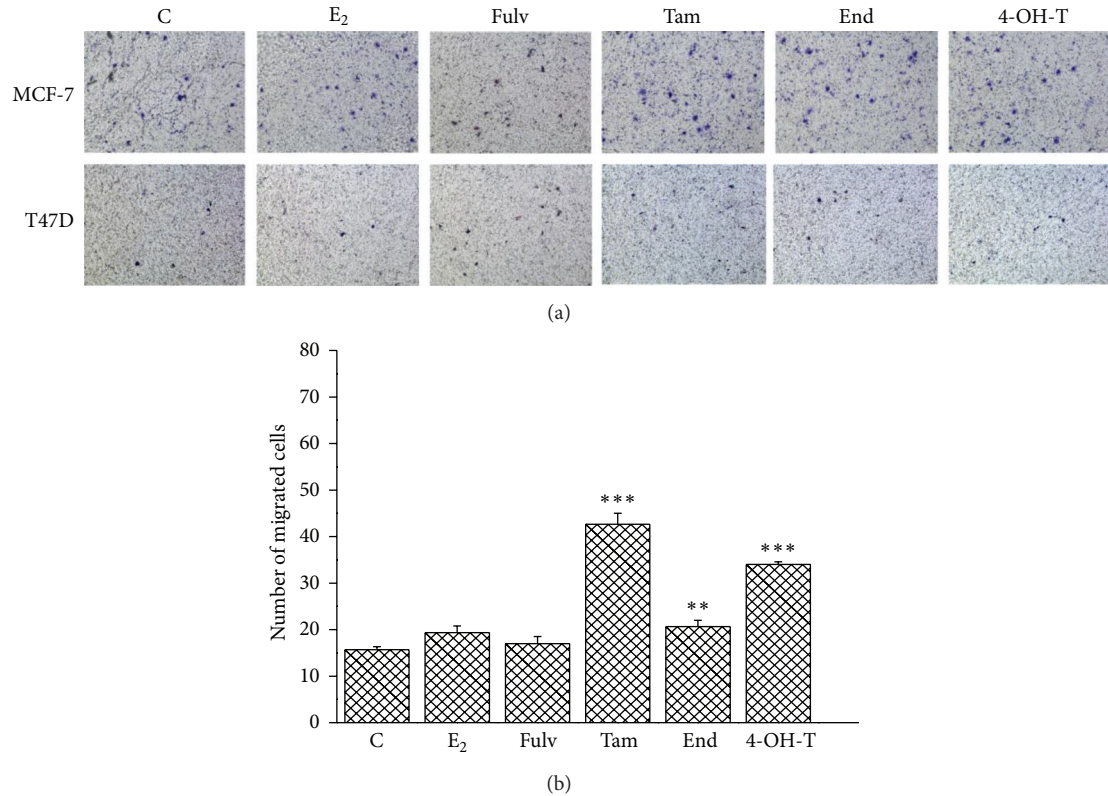 C E₂ Fulv Tam End 4-OH-T
MCF-7
T47D
(a)
80
70
60
50
40
30
20
10
0
Number of migrated cells
***
**
***
C E₂ Fulv Tam End 4-OH-T
(b)